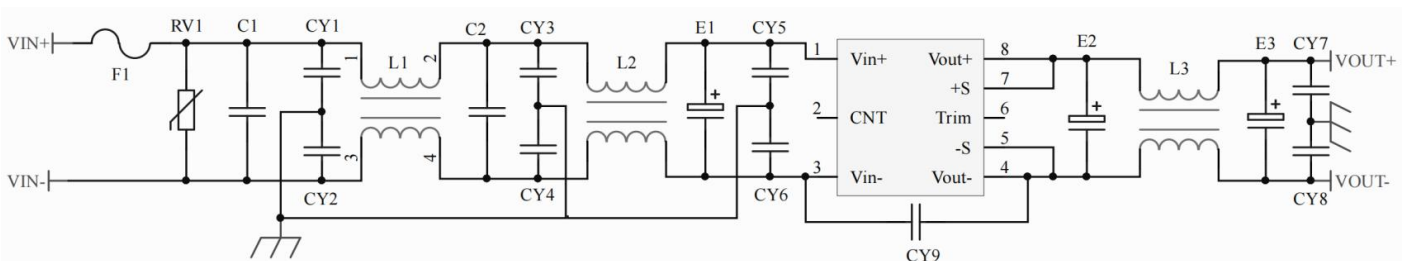 RV1 C1 CY1 C2 CY3 E1 CY5
VIN+ F1 1 L1 2 L2 1 Vin+ Vout+ 8 E2 L3 E3 CY7 VOUT+
+S 7
2 CNT Trim 6
-S 5
3 4 3 Vin- Vout- 4
VIN- CY2 CY4 CY6 CY8 VOUT-
+ + +
CY9